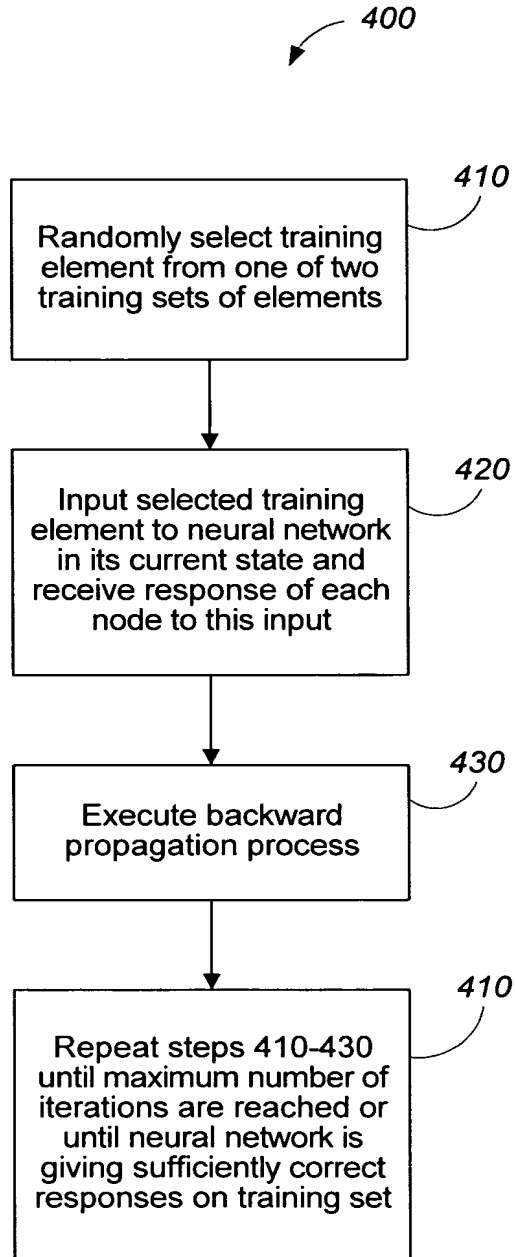 400
410
Randomly select training
element from one of two
training sets of elements
420
Input selected training
element to neural network
in its current state and
receive response of each
node to this input
430
Execute backward
propagation process
410
Repeat steps 410-430
until maximum number of
iterations are reached or
until neural network is
giving sufficiently correct
responses on training set